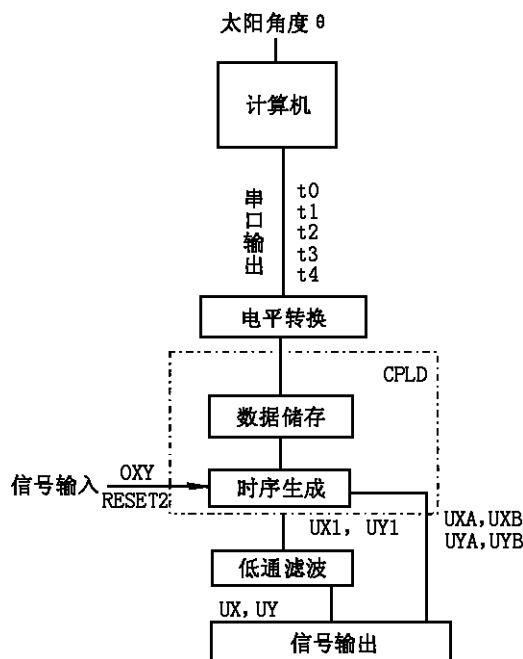 太阳角度θ
计算机
串口输出
t0
t1
t2
t3
t4
电平转换
CPLD
数据储存
信号输入
OXY
RESET2
时序生成
UX1, UY1
UXA,UXB
UYA,UYB
低通滤波
UX,UY
信号输出